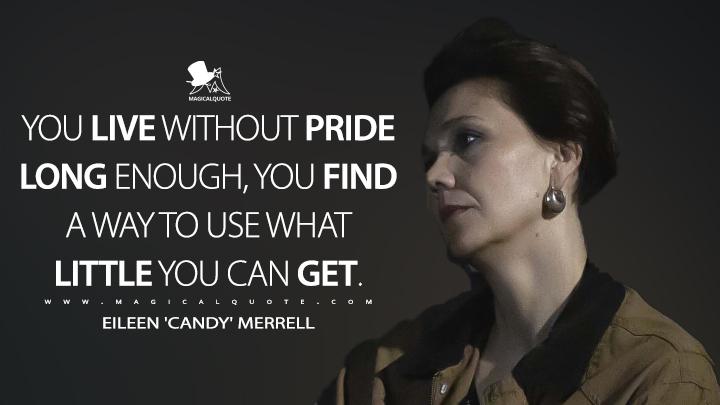 MAGICALQUOTE
YOU LIVE WITHOUT PRIDE
LONG ENOUGH, YOU FIND
A WAY TO USE WHAT
LITTLE YOU CAN GET.
WWW.MAGICALQUOTE.COM
EILEEN 'CANDY' MERRELL